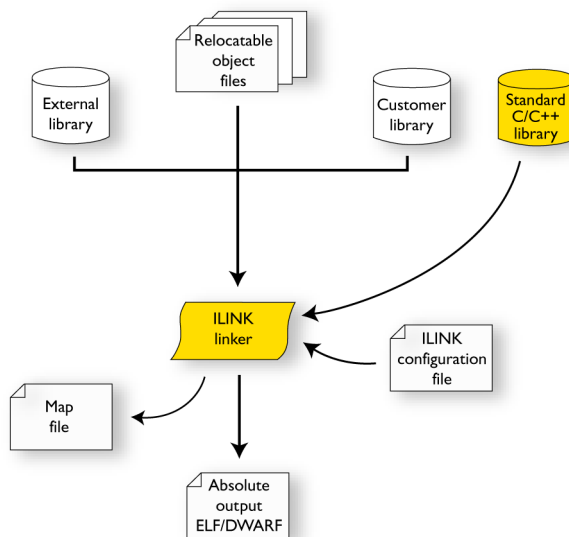 Relocatable
object
files
External
library
Customer
library
Standard
C/C++
library
ILINK
linker
ILINK
configuration
file
Map
file
Absolute
output
ELF/DWARF